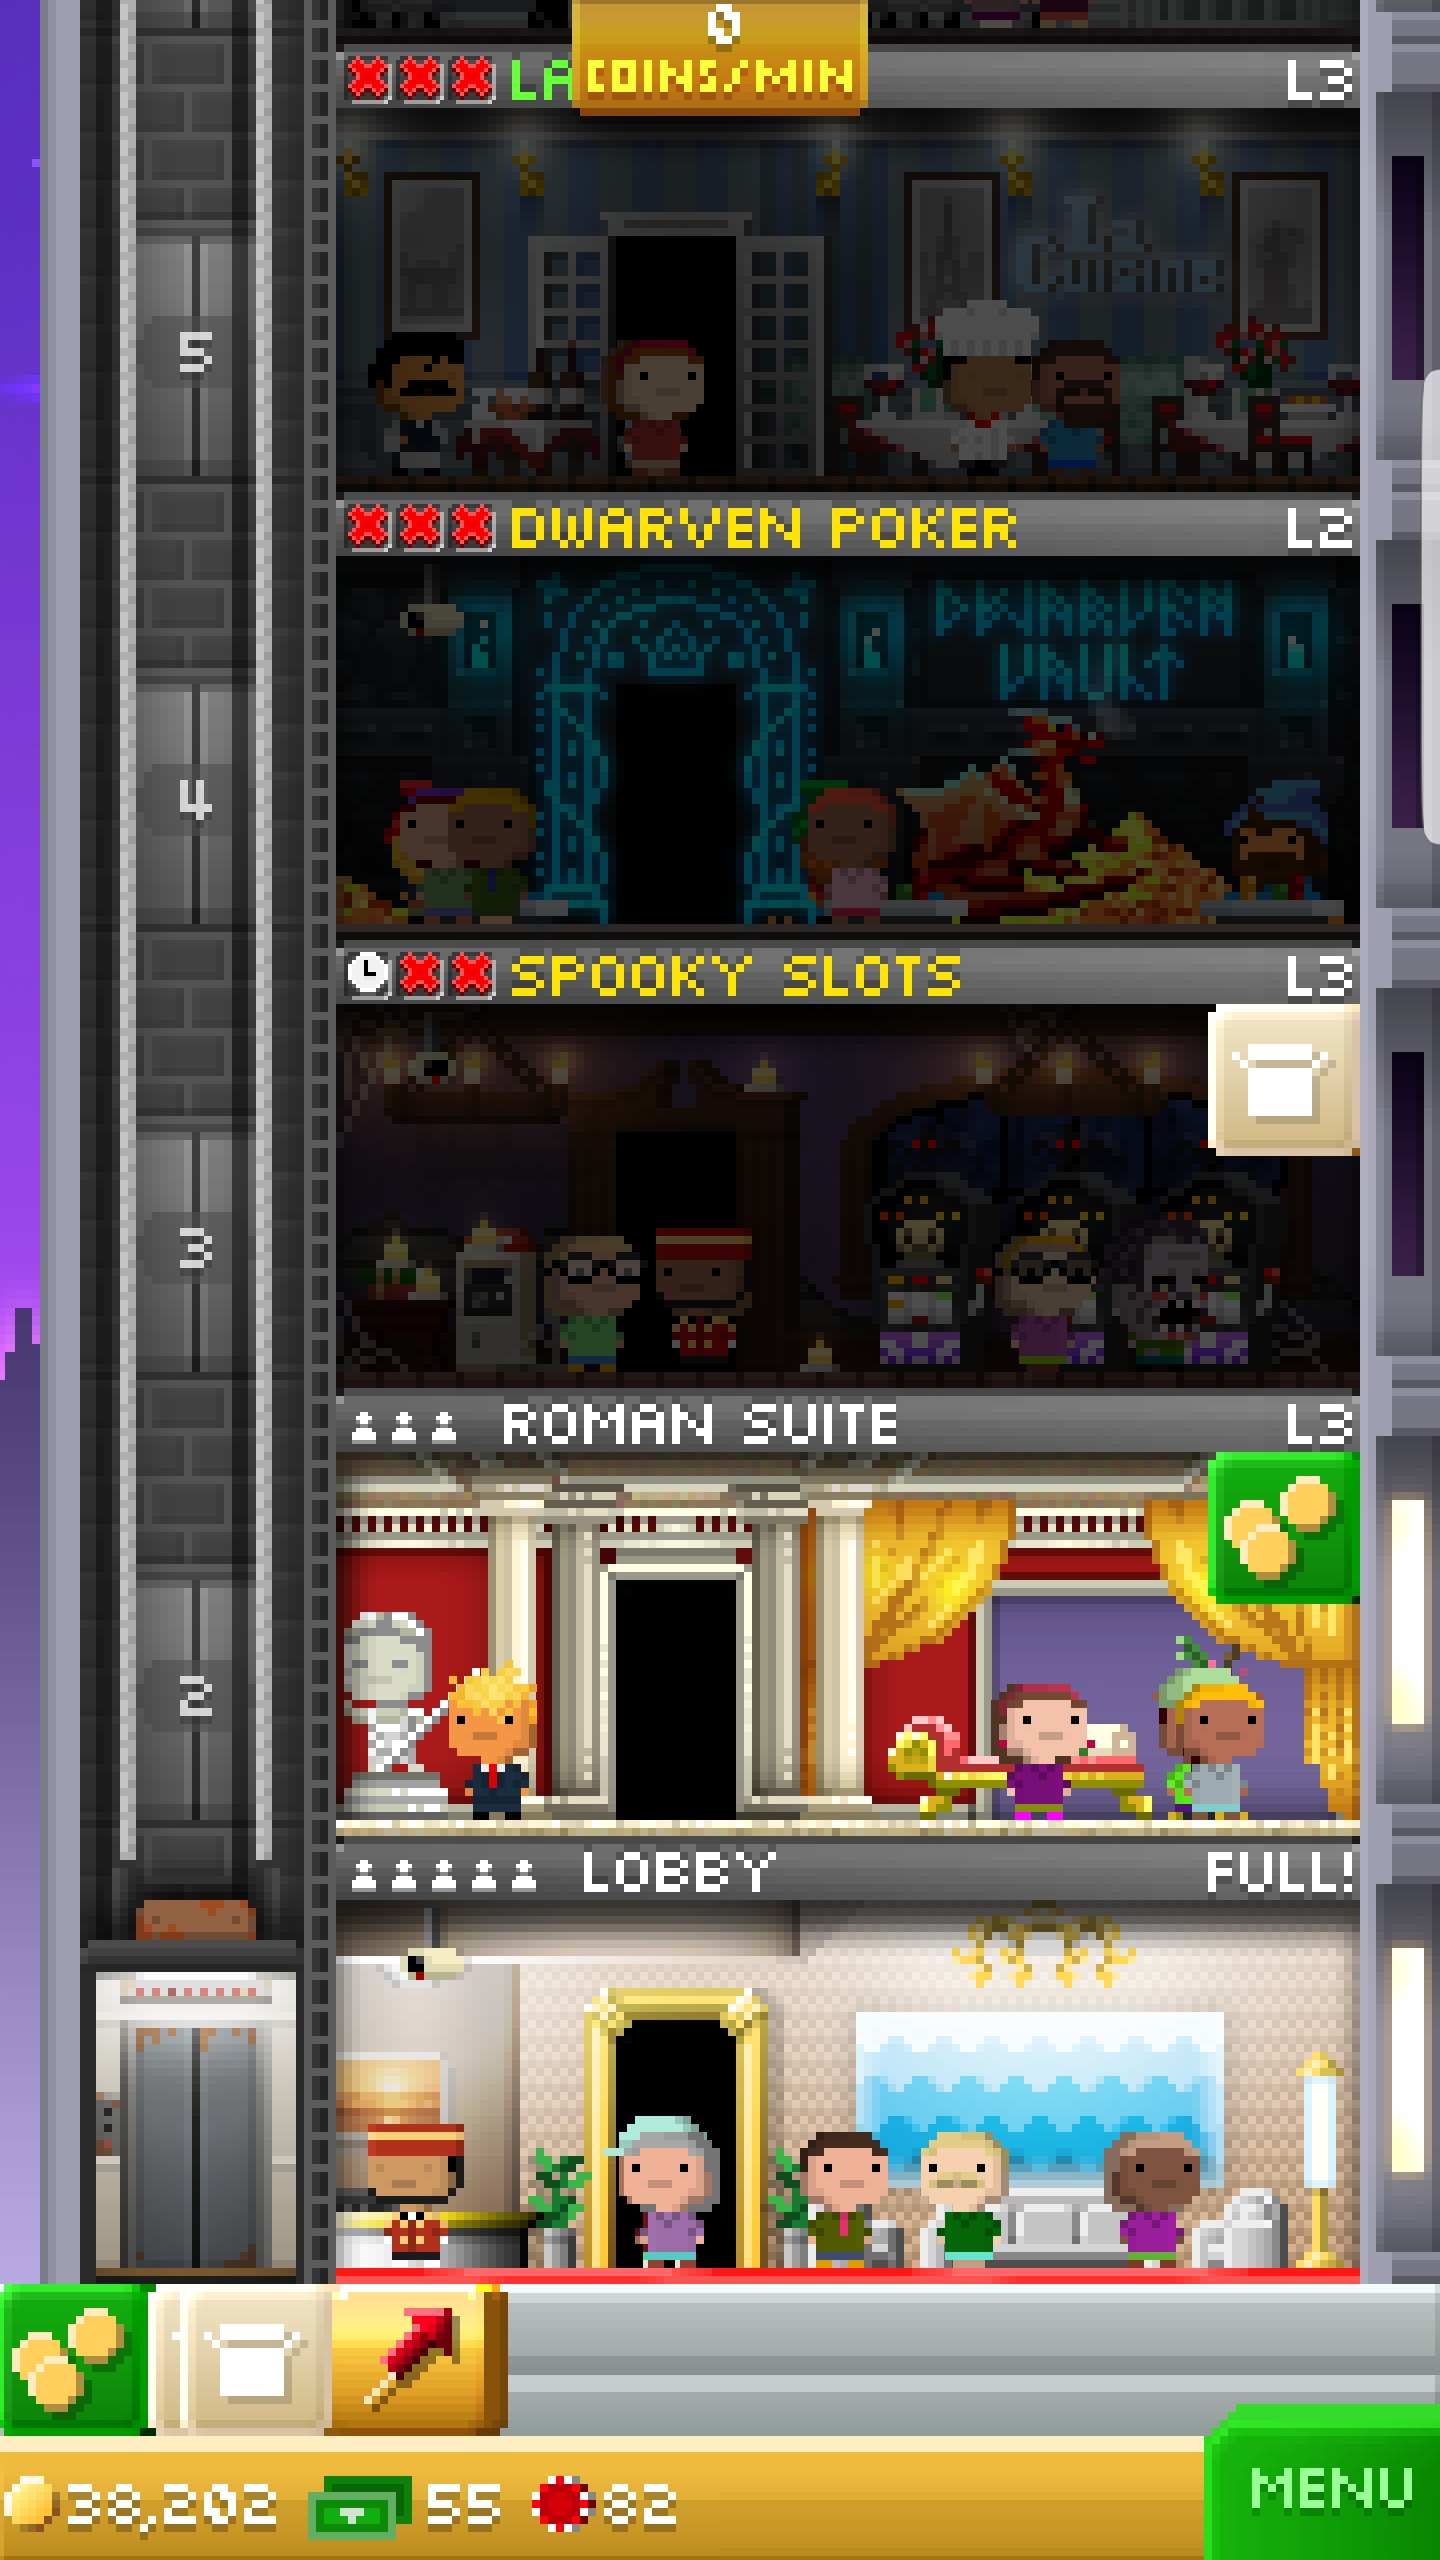 0
COINS/MIN
LA
L3
La Cuisine
5
DWARVEN POKER
L2
DWARVEN
VAULT
4
SPOOKY SLOTS
L3
3
ROMAN SUITE
L3
2
LOBBY
FULL!
38,202
55
82
MENU